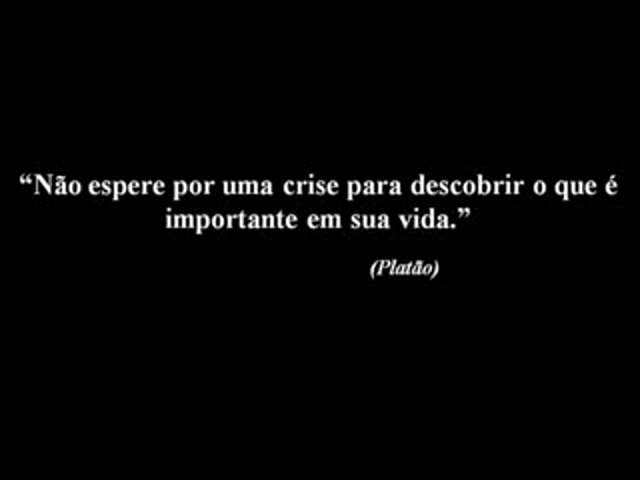 “Não espere por uma crise para descobrir o que é
importante em sua vida.”
(Platão)